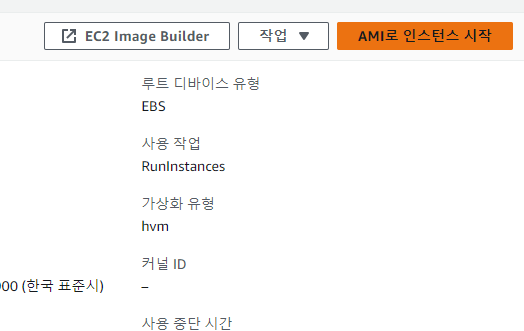 EC2 Image Builder
작업
AMI로 인스턴스 시작
루트 디바이스 유형
EBS
사용 작업
RunInstances
가상화 유형
hvm
커널 ID
00 (한국 표준시)
–
사용 중단 시간